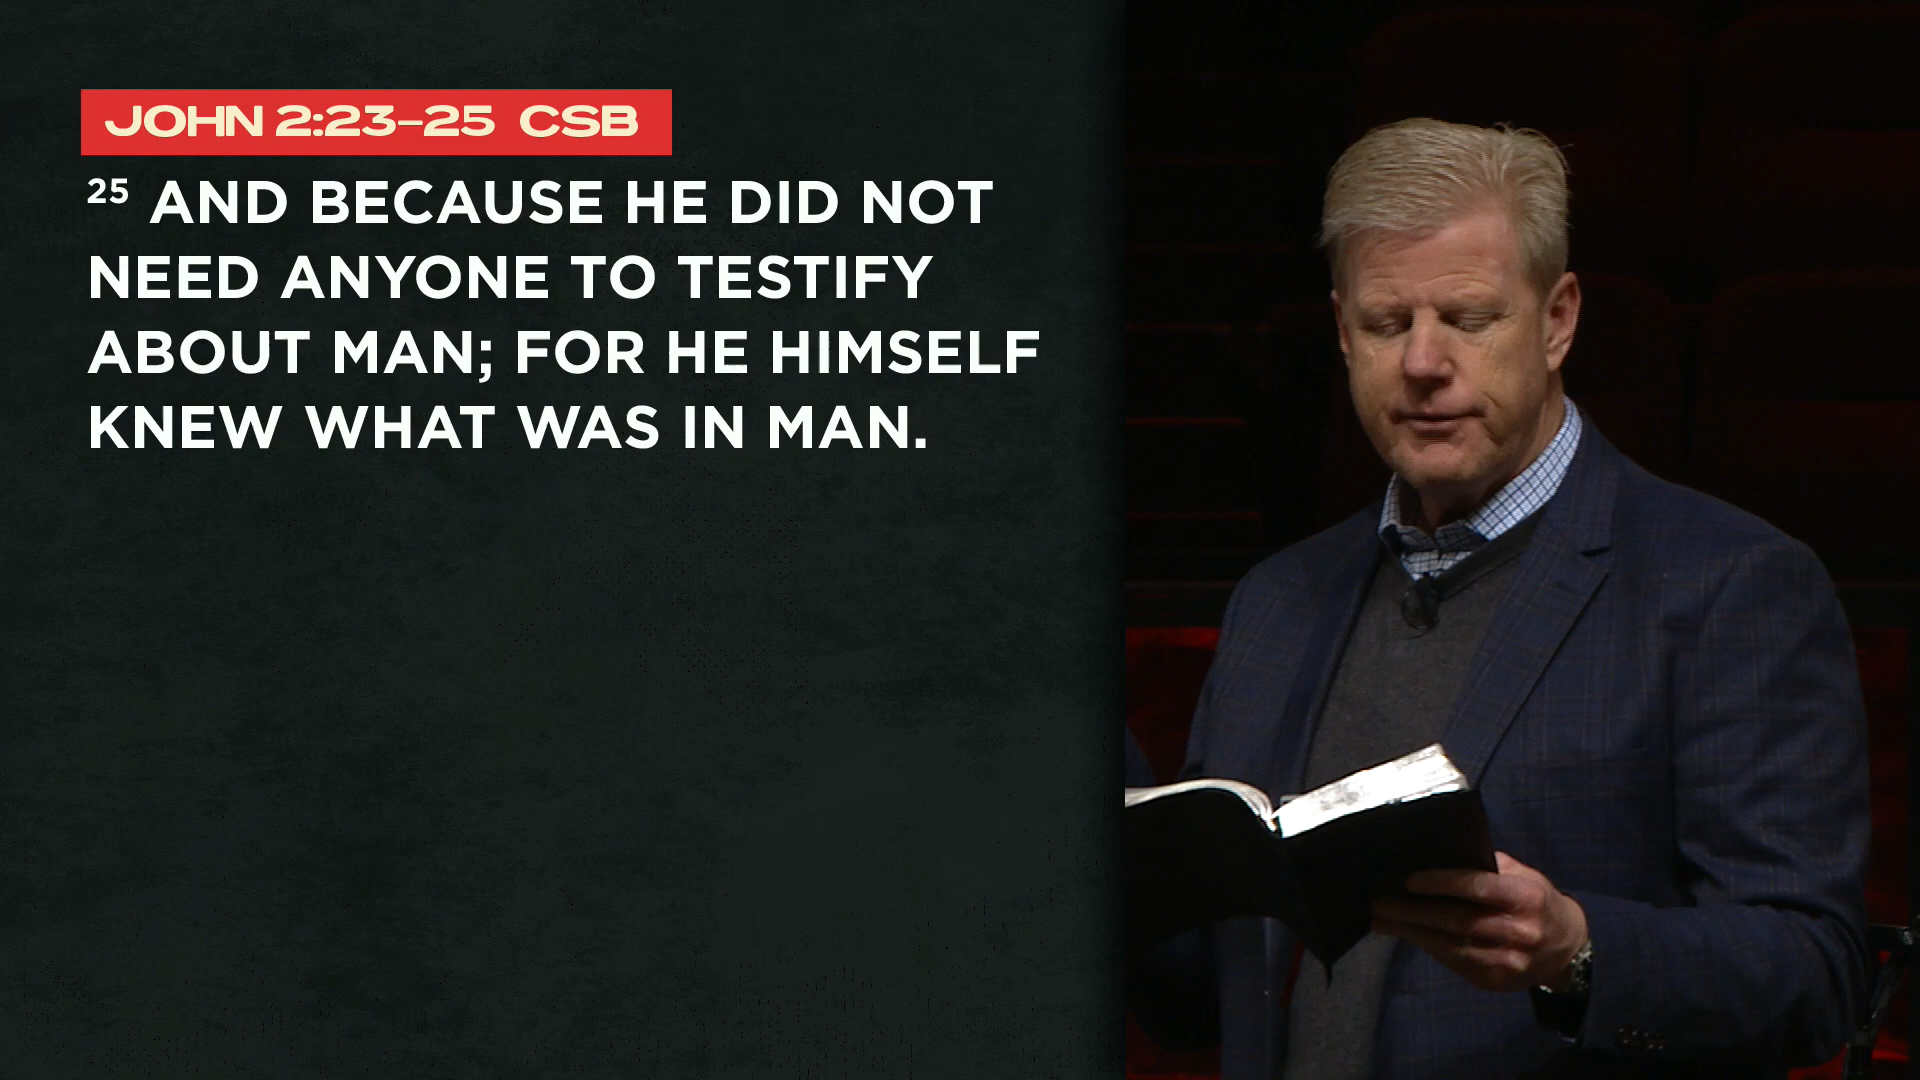 JOHN 2:23–25 CSB
25 AND BECAUSE HE DID NOT
NEED ANYONE TO TESTIFY
ABOUT MAN; FOR HE HIMSELF
KNEW WHAT WAS IN MAN.